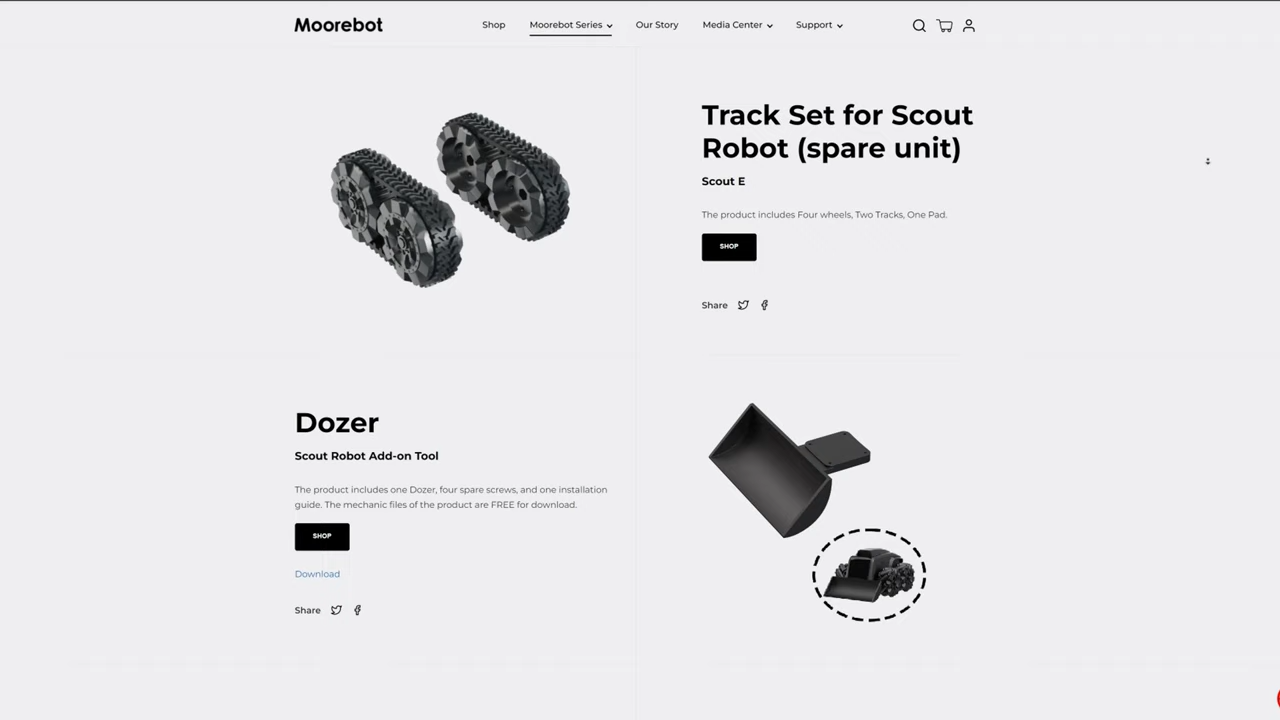 Moorebot
Shop
Moorebot Series
Our Story
Media Center
Support
Track Set for Scout
Robot (spare unit)
Scout E
The product includes Four wheels, Two Tracks, One Pad.
SHOP
Share
Dozer
Scout Robot Add-on Tool
The product includes one Dozer, four spare screws, and one installation
guide. The mechanic files of the product are FREE for download.
SHOP
Download
Share